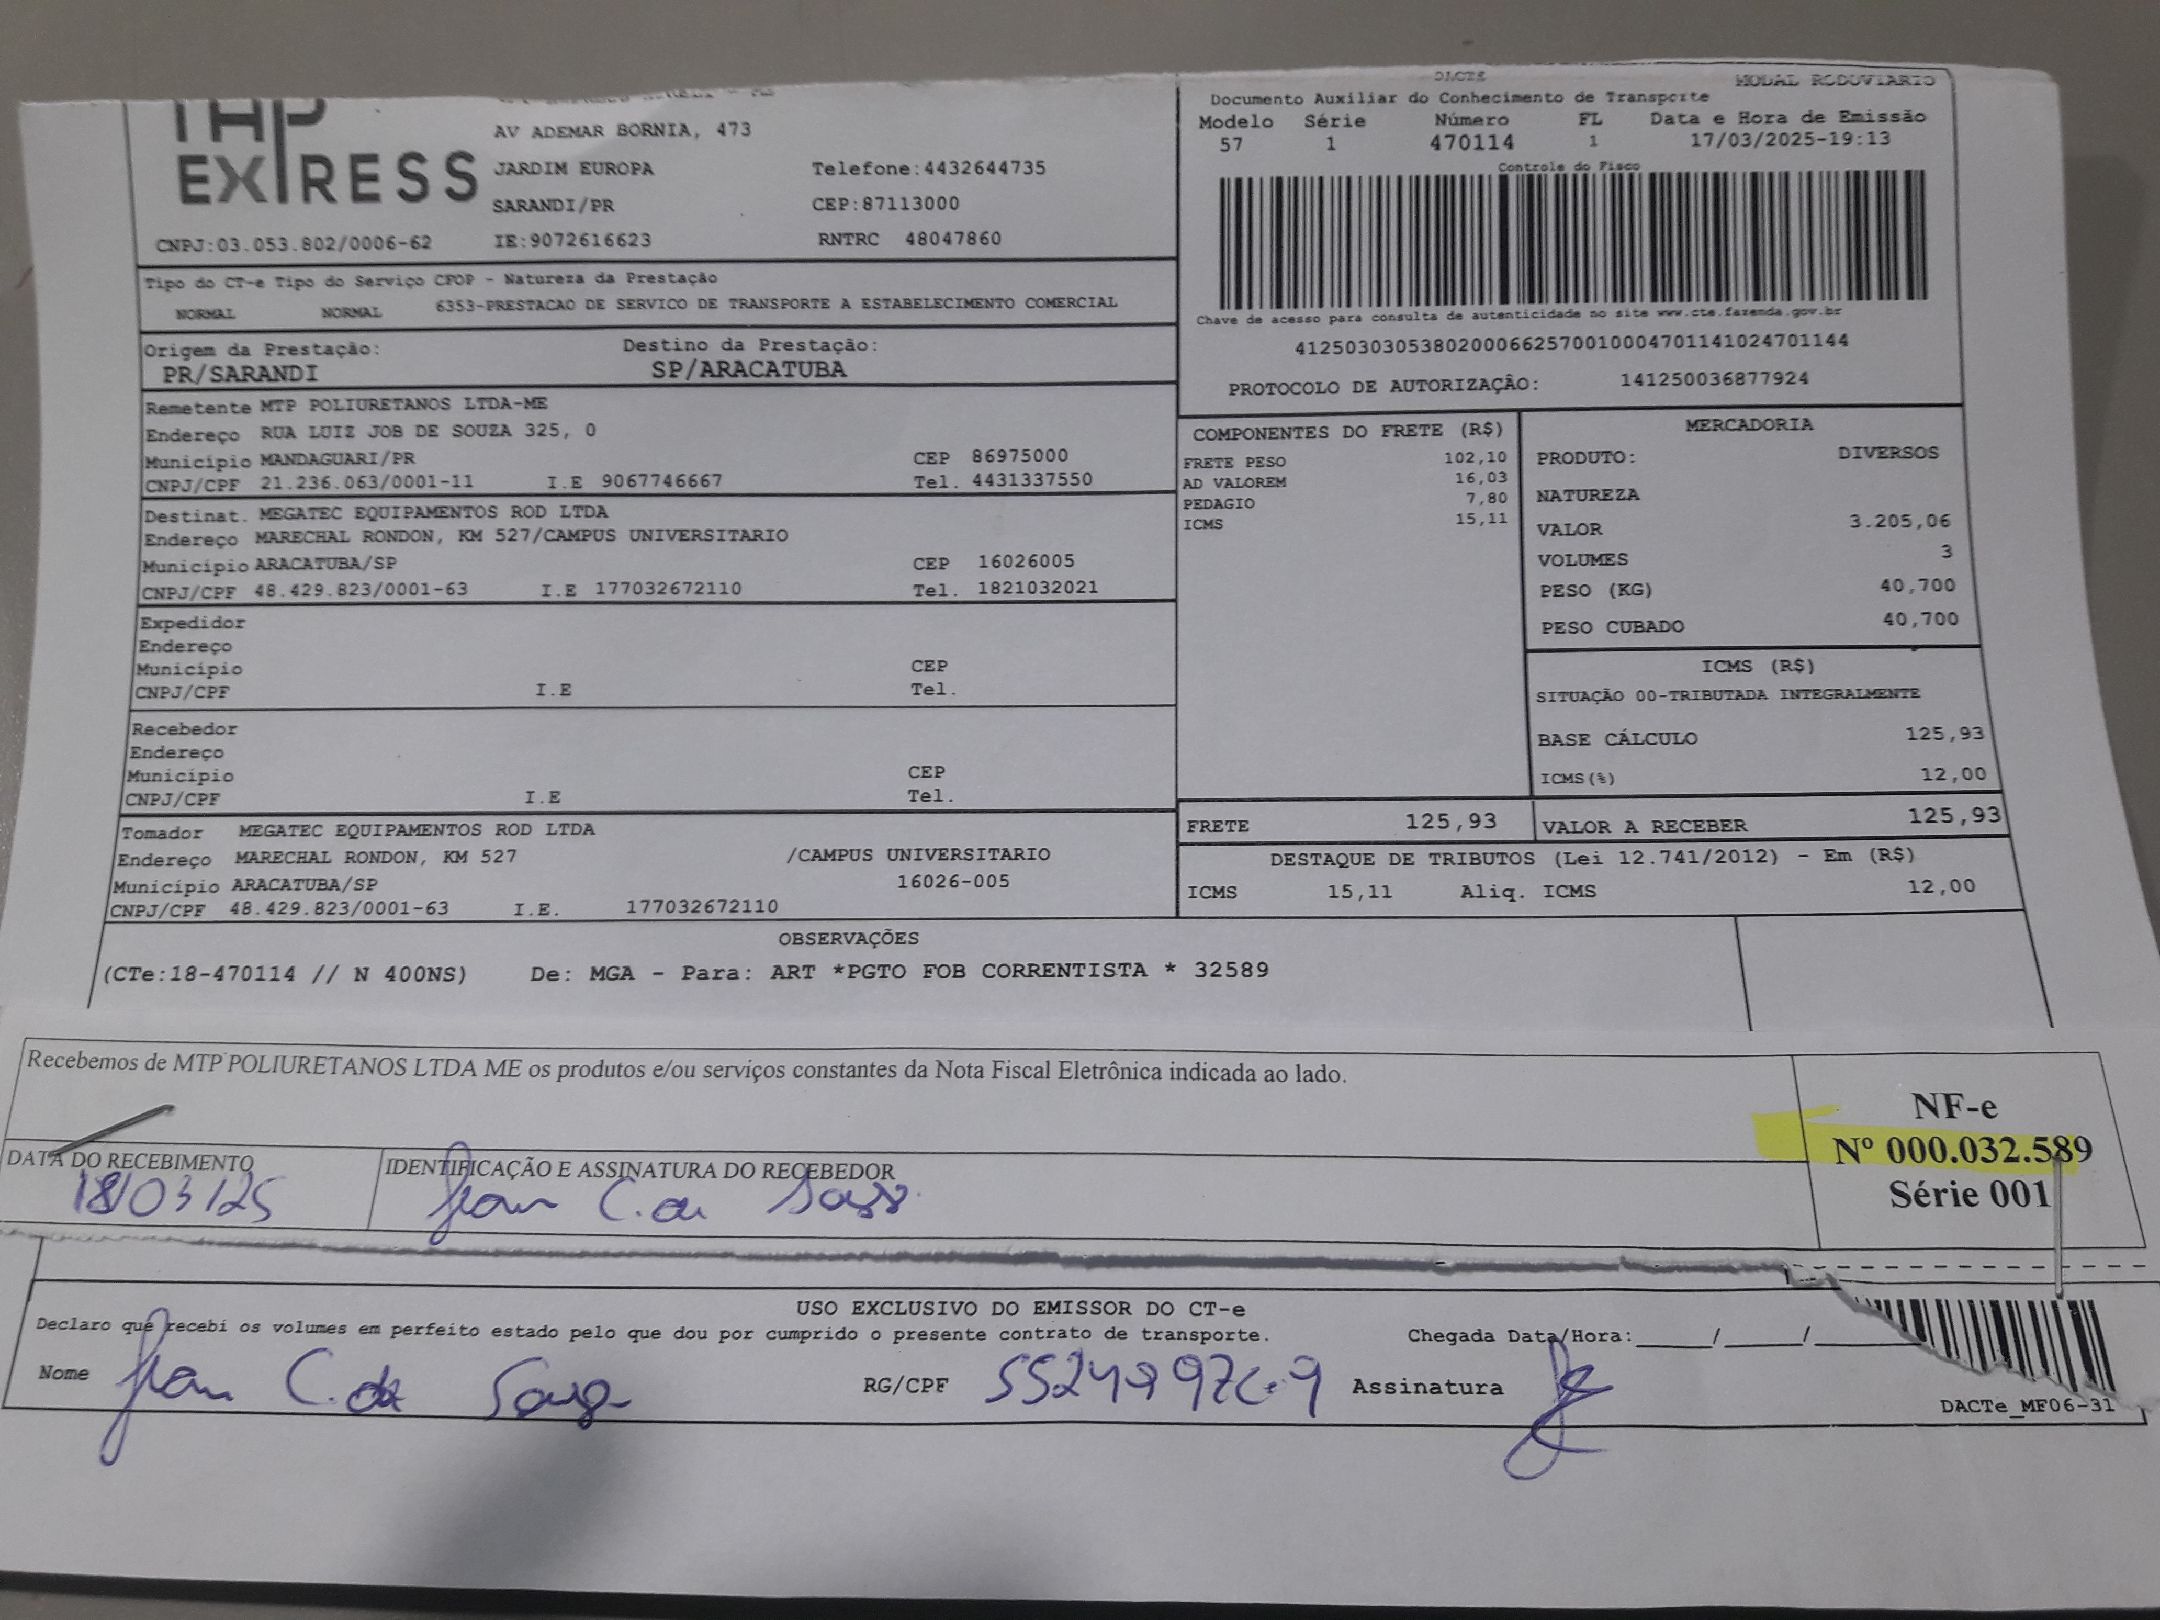 THP
EXPRESS
AV ADEMAR BORNIA, 473
JARDIM EUROPA Telefone:4432644735
SARANDI/PR CEP:87113000
CNPJ:03.053.802/0006-62 IE:9072616623 RNTRC 48047860
DACTE MODAL RODOVIARIO
Documento Auxiliar do Conhecimento de Transporte
Modelo Série Número FL Data e Hora de Emissão
57 1 470114 1 17/03/2025-19:13
Controle do Fisco
Chave de acesso para consulta de autenticidade no site www.cte.fazenda.gov.br
41250303053802000662570010004701141024701144
PROTOCOLO DE AUTORIZAÇÃO: 141250036877924
Tipo do CT-e Tipo do Serviço CFOP - Natureza da Prestação
NORMAL NORMAL 6353-PRESTACAO DE SERVICO DE TRANSPORTE A ESTABELECIMENTO COMERCIAL
Origem da Prestação: Destino da Prestação:
PR/SARANDI SP/ARACATUBA
Remetente MTP POLIURETANOS LTDA-ME
Endereço RUA LUIZ JOB DE SOUZA 325, 0
Município MANDAGUARI/PR CEP 86975000
CNPJ/CPF 21.236.063/0001-11 I.E 9067746667 Tel. 4431337550
Destinat. MEGATEC EQUIPAMENTOS ROD LTDA
Endereço MARECHAL RONDON, KM 527/CAMPUS UNIVERSITARIO
Município ARACATUBA/SP CEP 16026005
CNPJ/CPF 48.429.823/0001-63 I.E 177032672110 Tel. 1821032021
Expedidor
Endereço
Município CEP
CNPJ/CPF I.E Tel.
Recebedor
Endereço
Município CEP
CNPJ/CPF I.E Tel.
Tomador MEGATEC EQUIPAMENTOS ROD LTDA
Endereço MARECHAL RONDON, KM 527 /CAMPUS UNIVERSITARIO
Município ARACATUBA/SP 16026-005
CNPJ/CPF 48.429.823/0001-63 I.E. 177032672110
COMPONENTES DO FRETE (R$)
FRETE PESO 102,10
AD VALOREM 16,03
PEDAGIO 7,80
ICMS 15,11
MERCADORIA
PRODUTO: DIVERSOS
NATUREZA
VALOR 3.205,06
VOLUMES 3
PESO (KG) 40,700
PESO CUBADO 40,700
ICMS (R$)
SITUAÇÃO 00-TRIBUTADA INTEGRALMENTE
BASE CÁLCULO 125,93
ICMS(%) 12,00
FRETE 125,93 VALOR A RECEBER 125,93
DESTAQUE DE TRIBUTOS (Lei 12.741/2012) - Em (R$)
ICMS 15,11 Aliq. ICMS 12,00
OBSERVAÇÕES
(CTe:18-470114 // N 400NS) De: MGA - Para: ART *PGTO FOB CORRENTISTA * 32589
Recebemos de MTP POLIURETANOS LTDA ME os produtos e/ou serviços constantes da Nota Fiscal Eletrônica indicada ao lado.
NF-e
Nº 000.032.589
Série 001
DATA DO RECEBIMENTO IDENTIFICAÇÃO E ASSINATURA DO RECEBEDOR
18/03/25 Jean C. de Souza
USO EXCLUSIVO DO EMISSOR DO CT-e
Declaro que recebi os volumes em perfeito estado pelo que dou por cumprido o presente contrato de transporte. Chegada Data/Hora:_____/_____/_____
Nome Jean C. de Souza RG/CPF Assinatura
DACTe_MF06-31